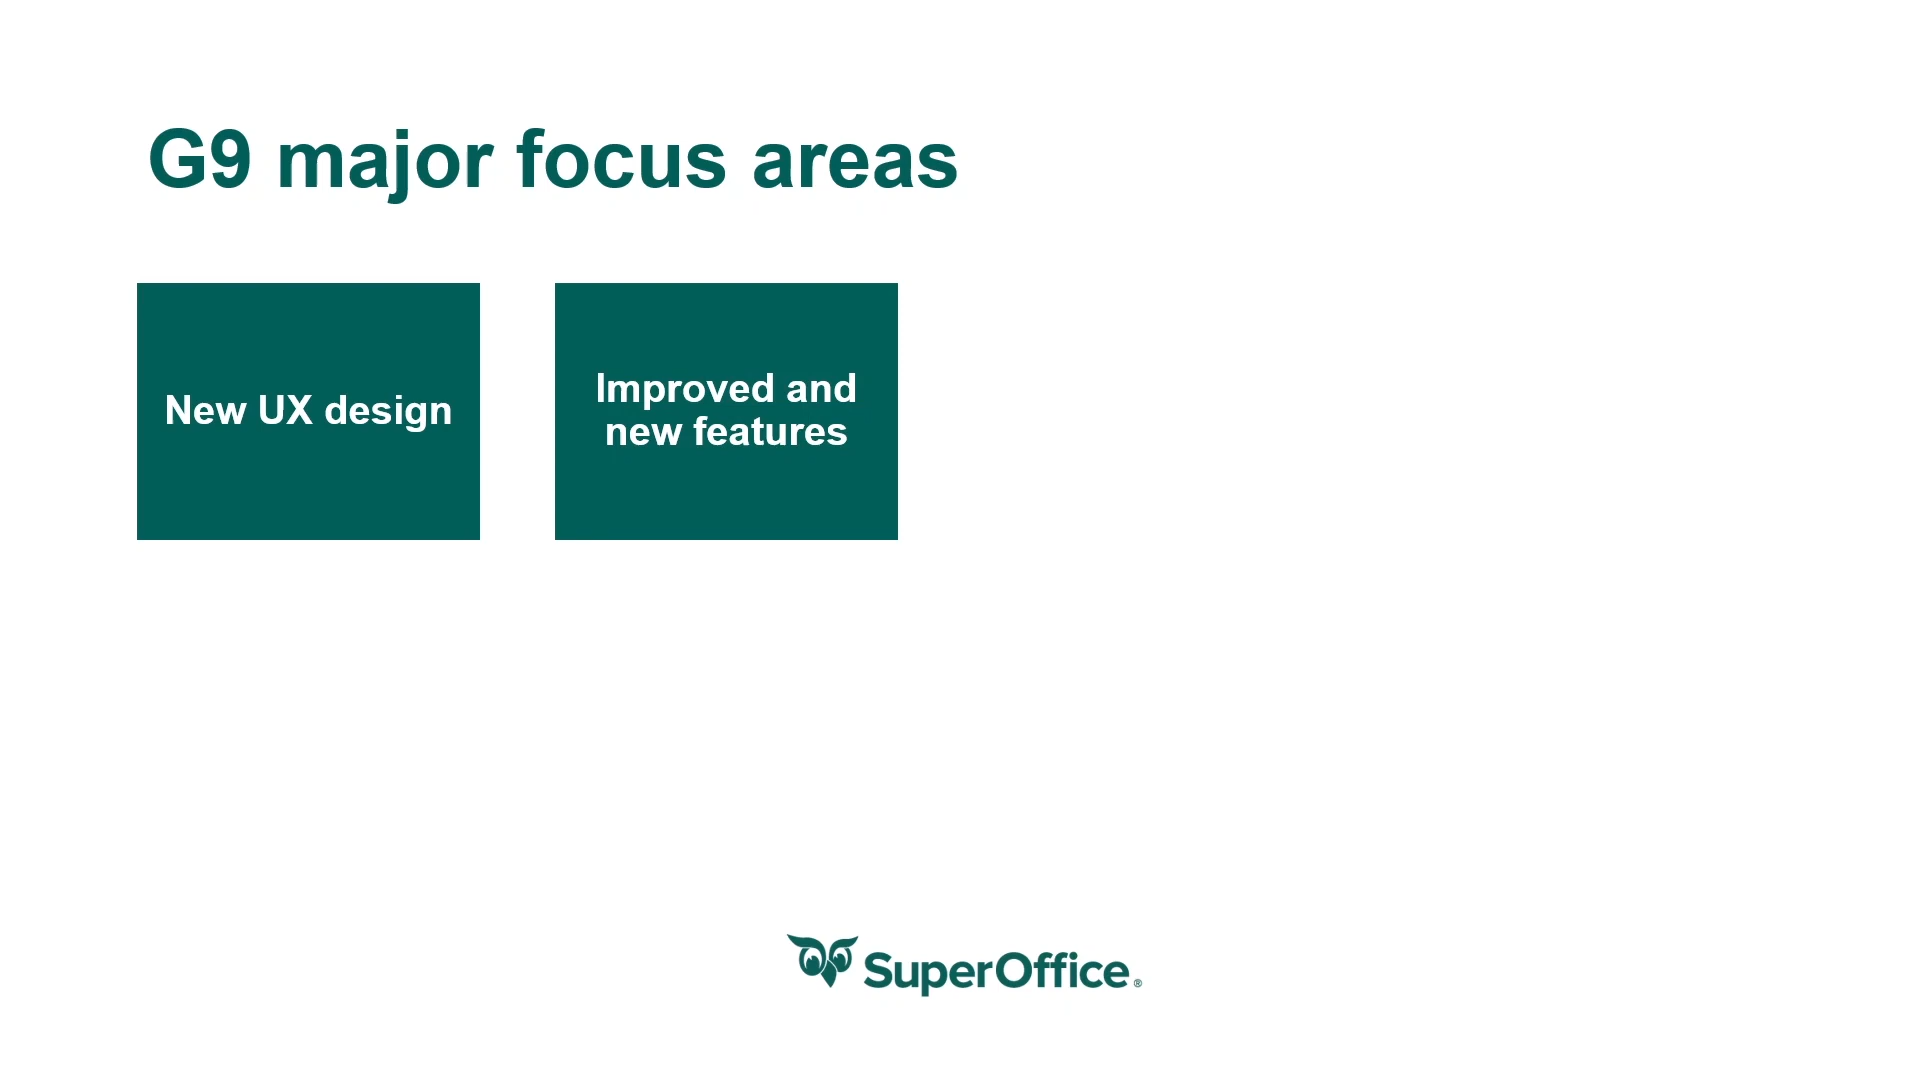 G9 major focus areas
New UX design
Improved and
new features
SuperOffice®